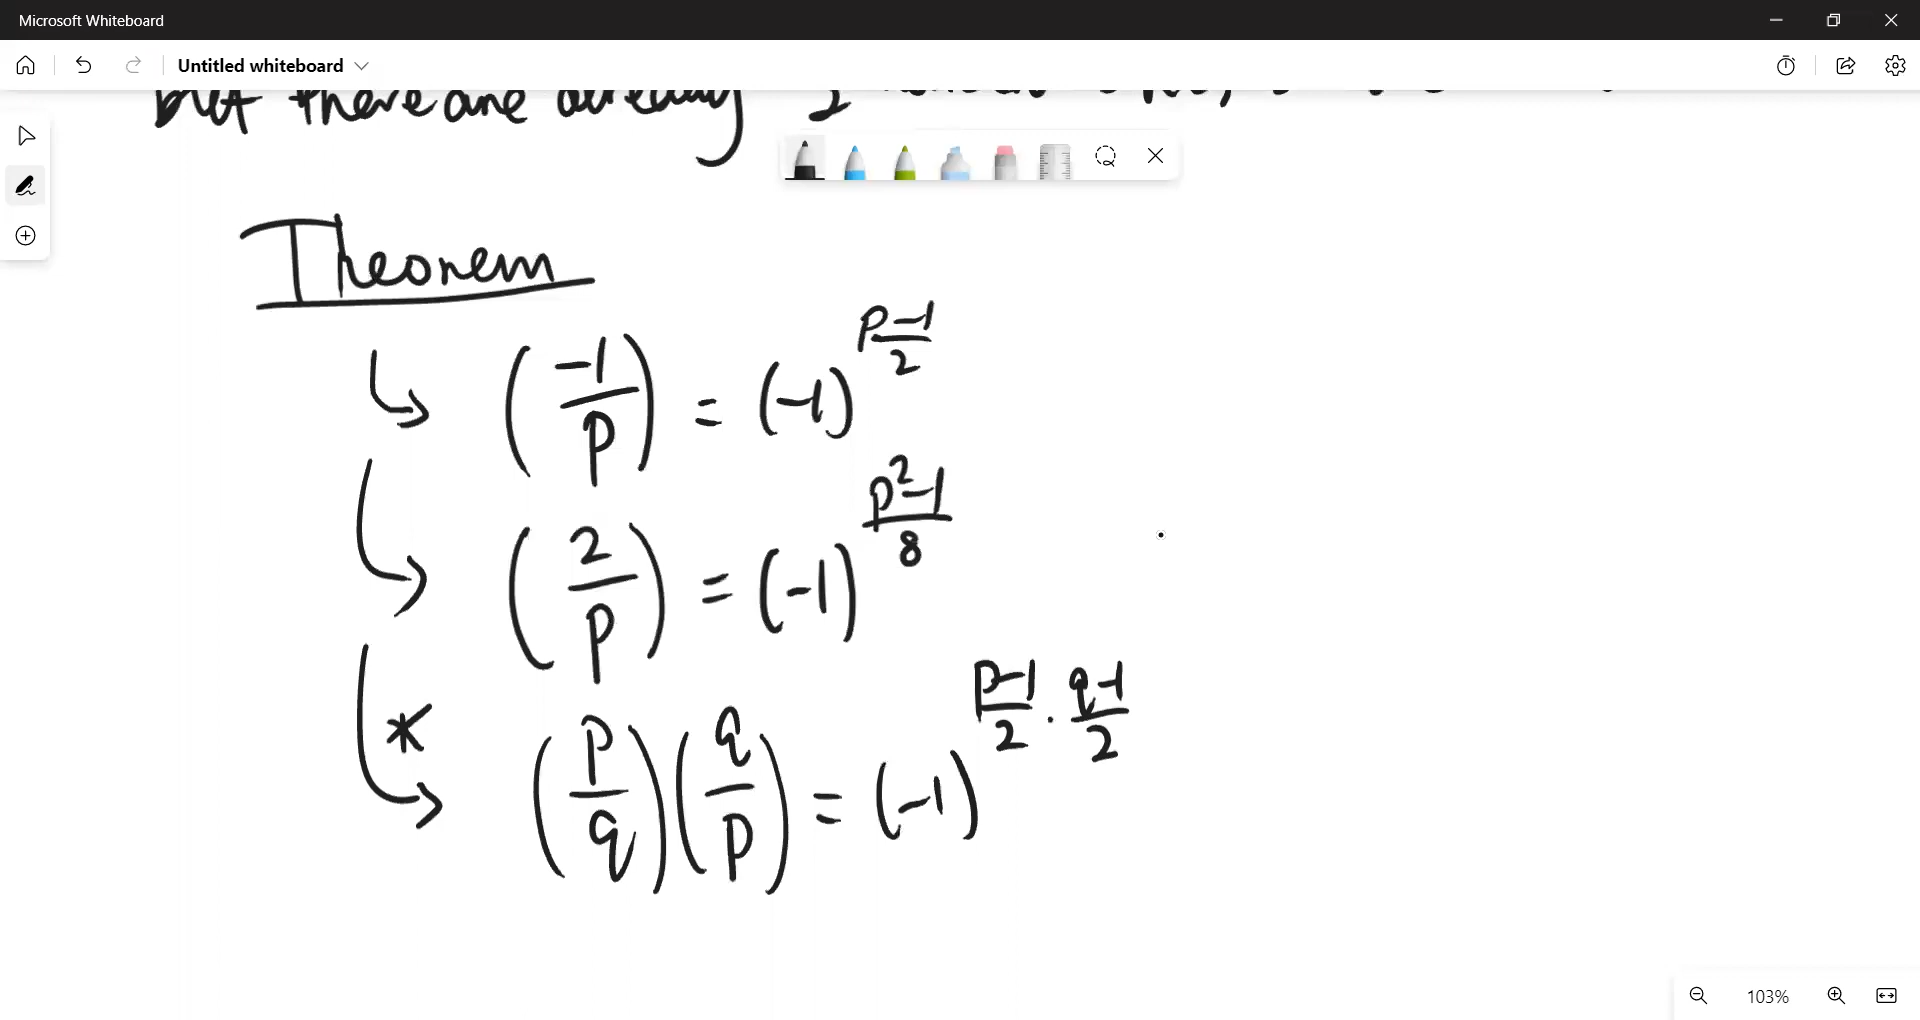 Microsoft Whiteboard
Untitled whiteboard
but there are already 2
Theorem
(-1/p) = (-1)^((p-1)/2)
(2/p) = (-1)^((p²-1)/8)
* (p/q)(q/p) = (-1)^((p-1)/2 · (q-1)/2)
103%